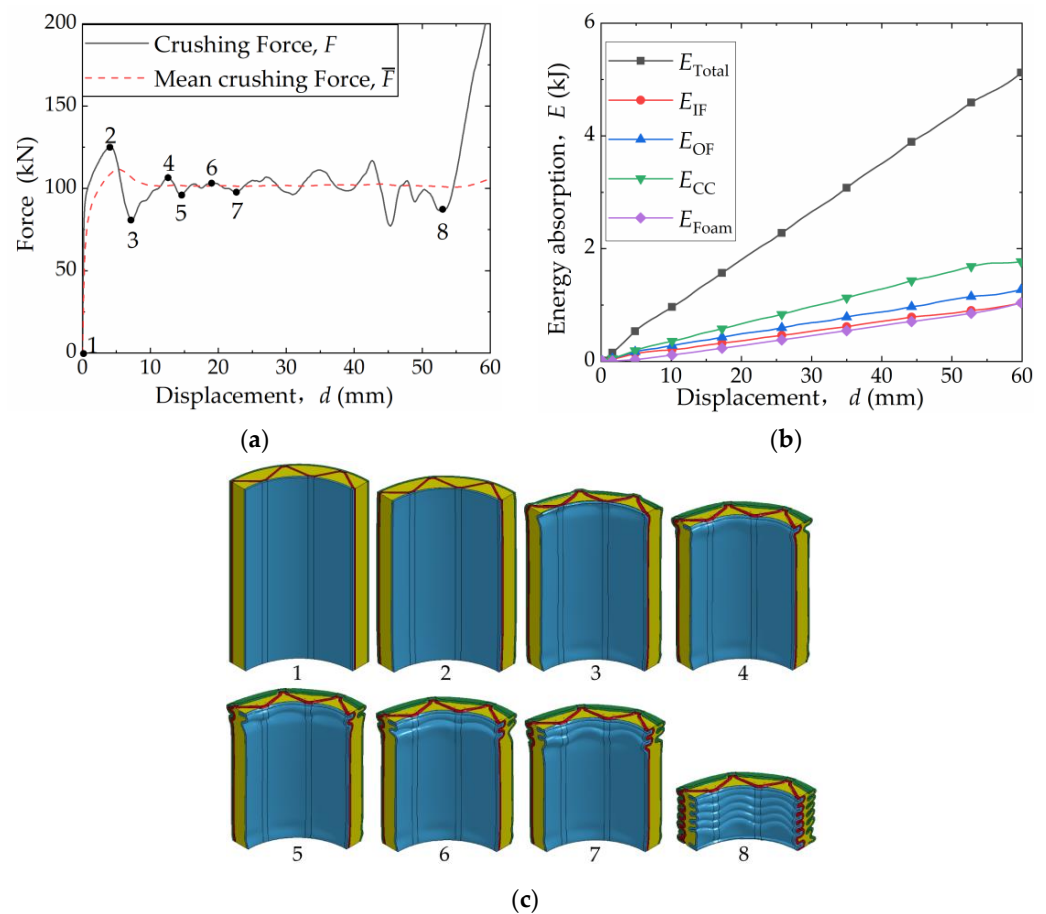 200
150
100
50
0
Force (kN)
Crushing Force, F
Mean crushing Force, F̅
1
2
3
4
5
6
7
8
0 10 20 30 40 50 60
Displacement, d (mm)
(a)
6
4
2
0
Energy absorption, E (kJ)
E_Total
E_IF
E_OF
E_CC
E_Foam
0 10 20 30 40 50 60
Displacement, d (mm)
(b)
1 2 3 4
5 6 7 8
(c)